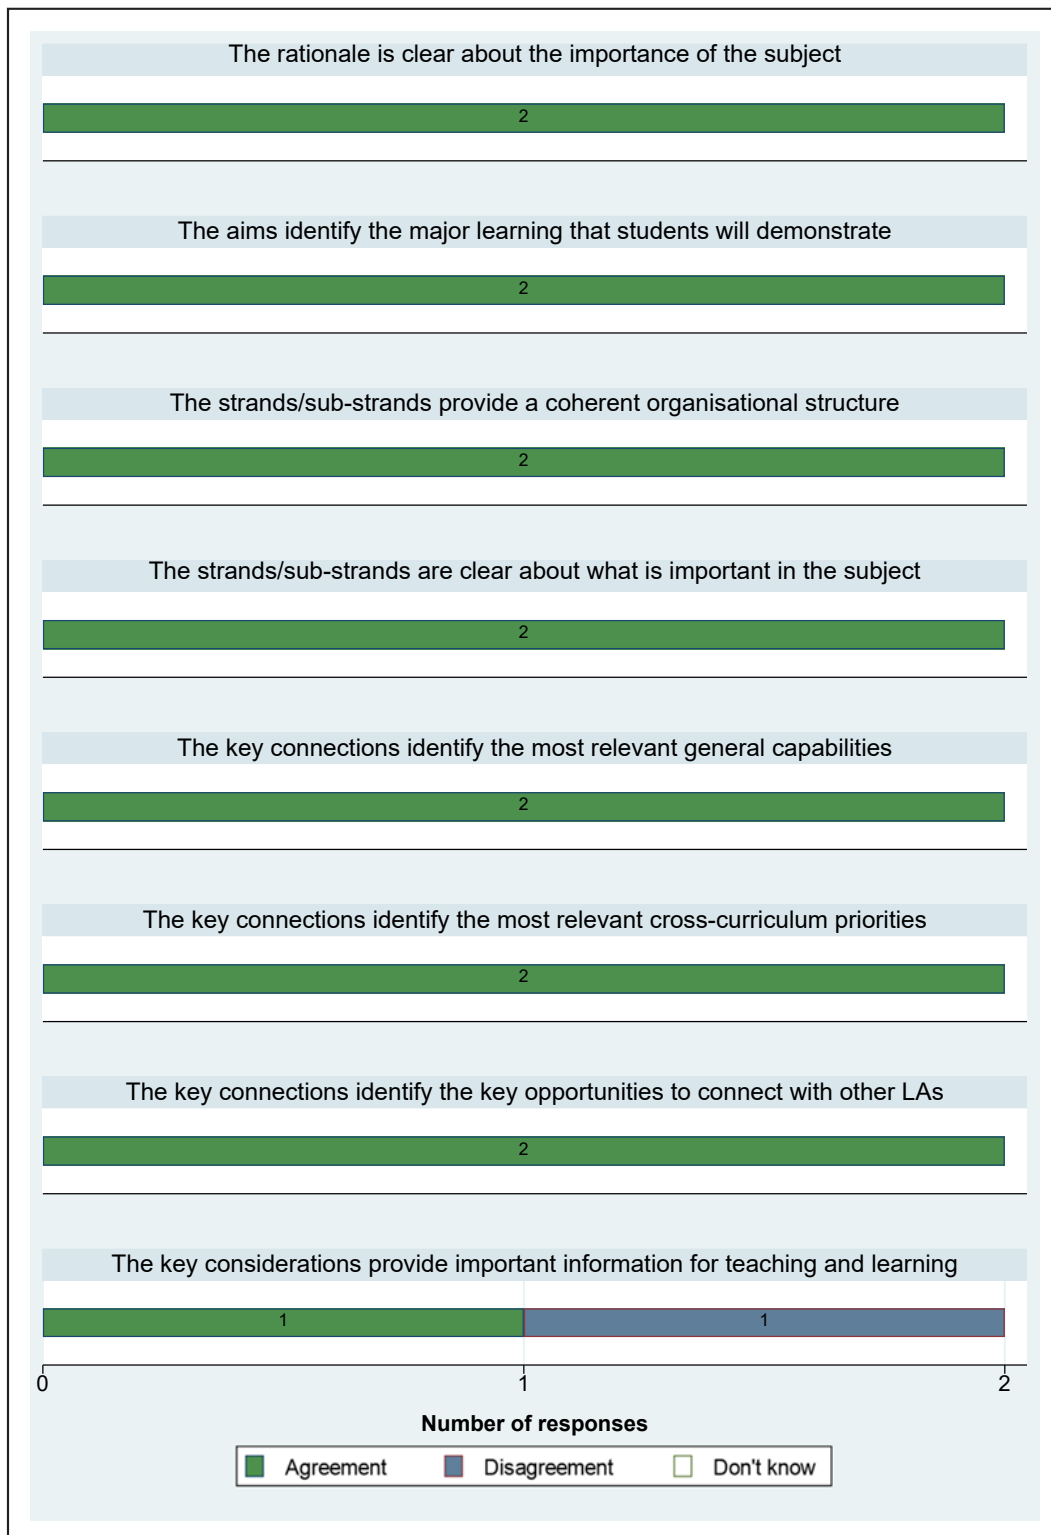 The rationale is clear about the importance of the subject
2
The aims identify the major learning that students will demonstrate
2
The strands/sub-strands provide a coherent organisational structure
2
The strands/sub-strands are clear about what is important in the subject
2
The key connections identify the most relevant general capabilities
2
The key connections identify the most relevant cross-curriculum priorities
2
The key connections identify the key opportunities to connect with other LAs
2
The key considerations provide important information for teaching and learning
1 1
0 1 2
Number of responses
Agreement Disagreement Don't know